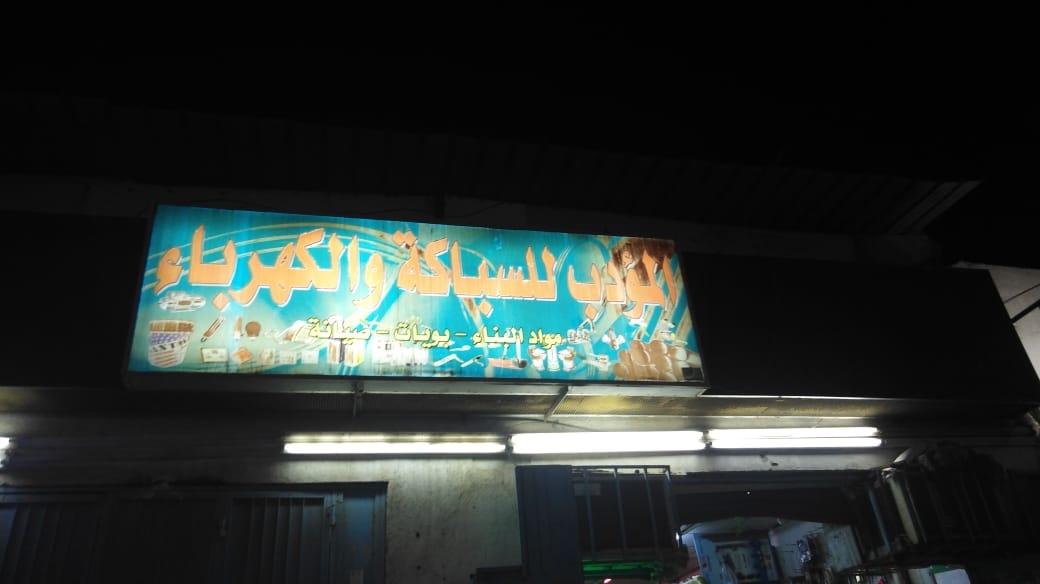 المؤدب للسباكة والكهرباء
مواد البناء - بويات - صيانة